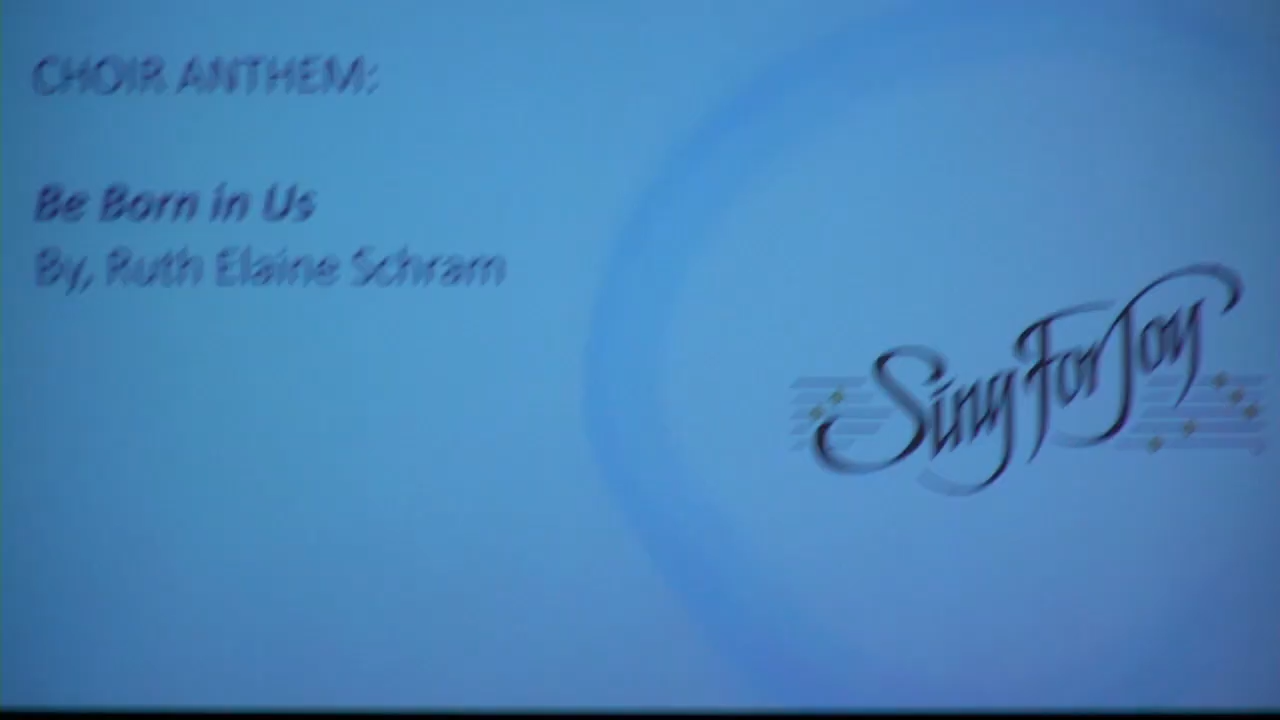 CHOIR ANTHEM:
Be Born in Us
By, Ruth Elaine Schram
Sing For Joy